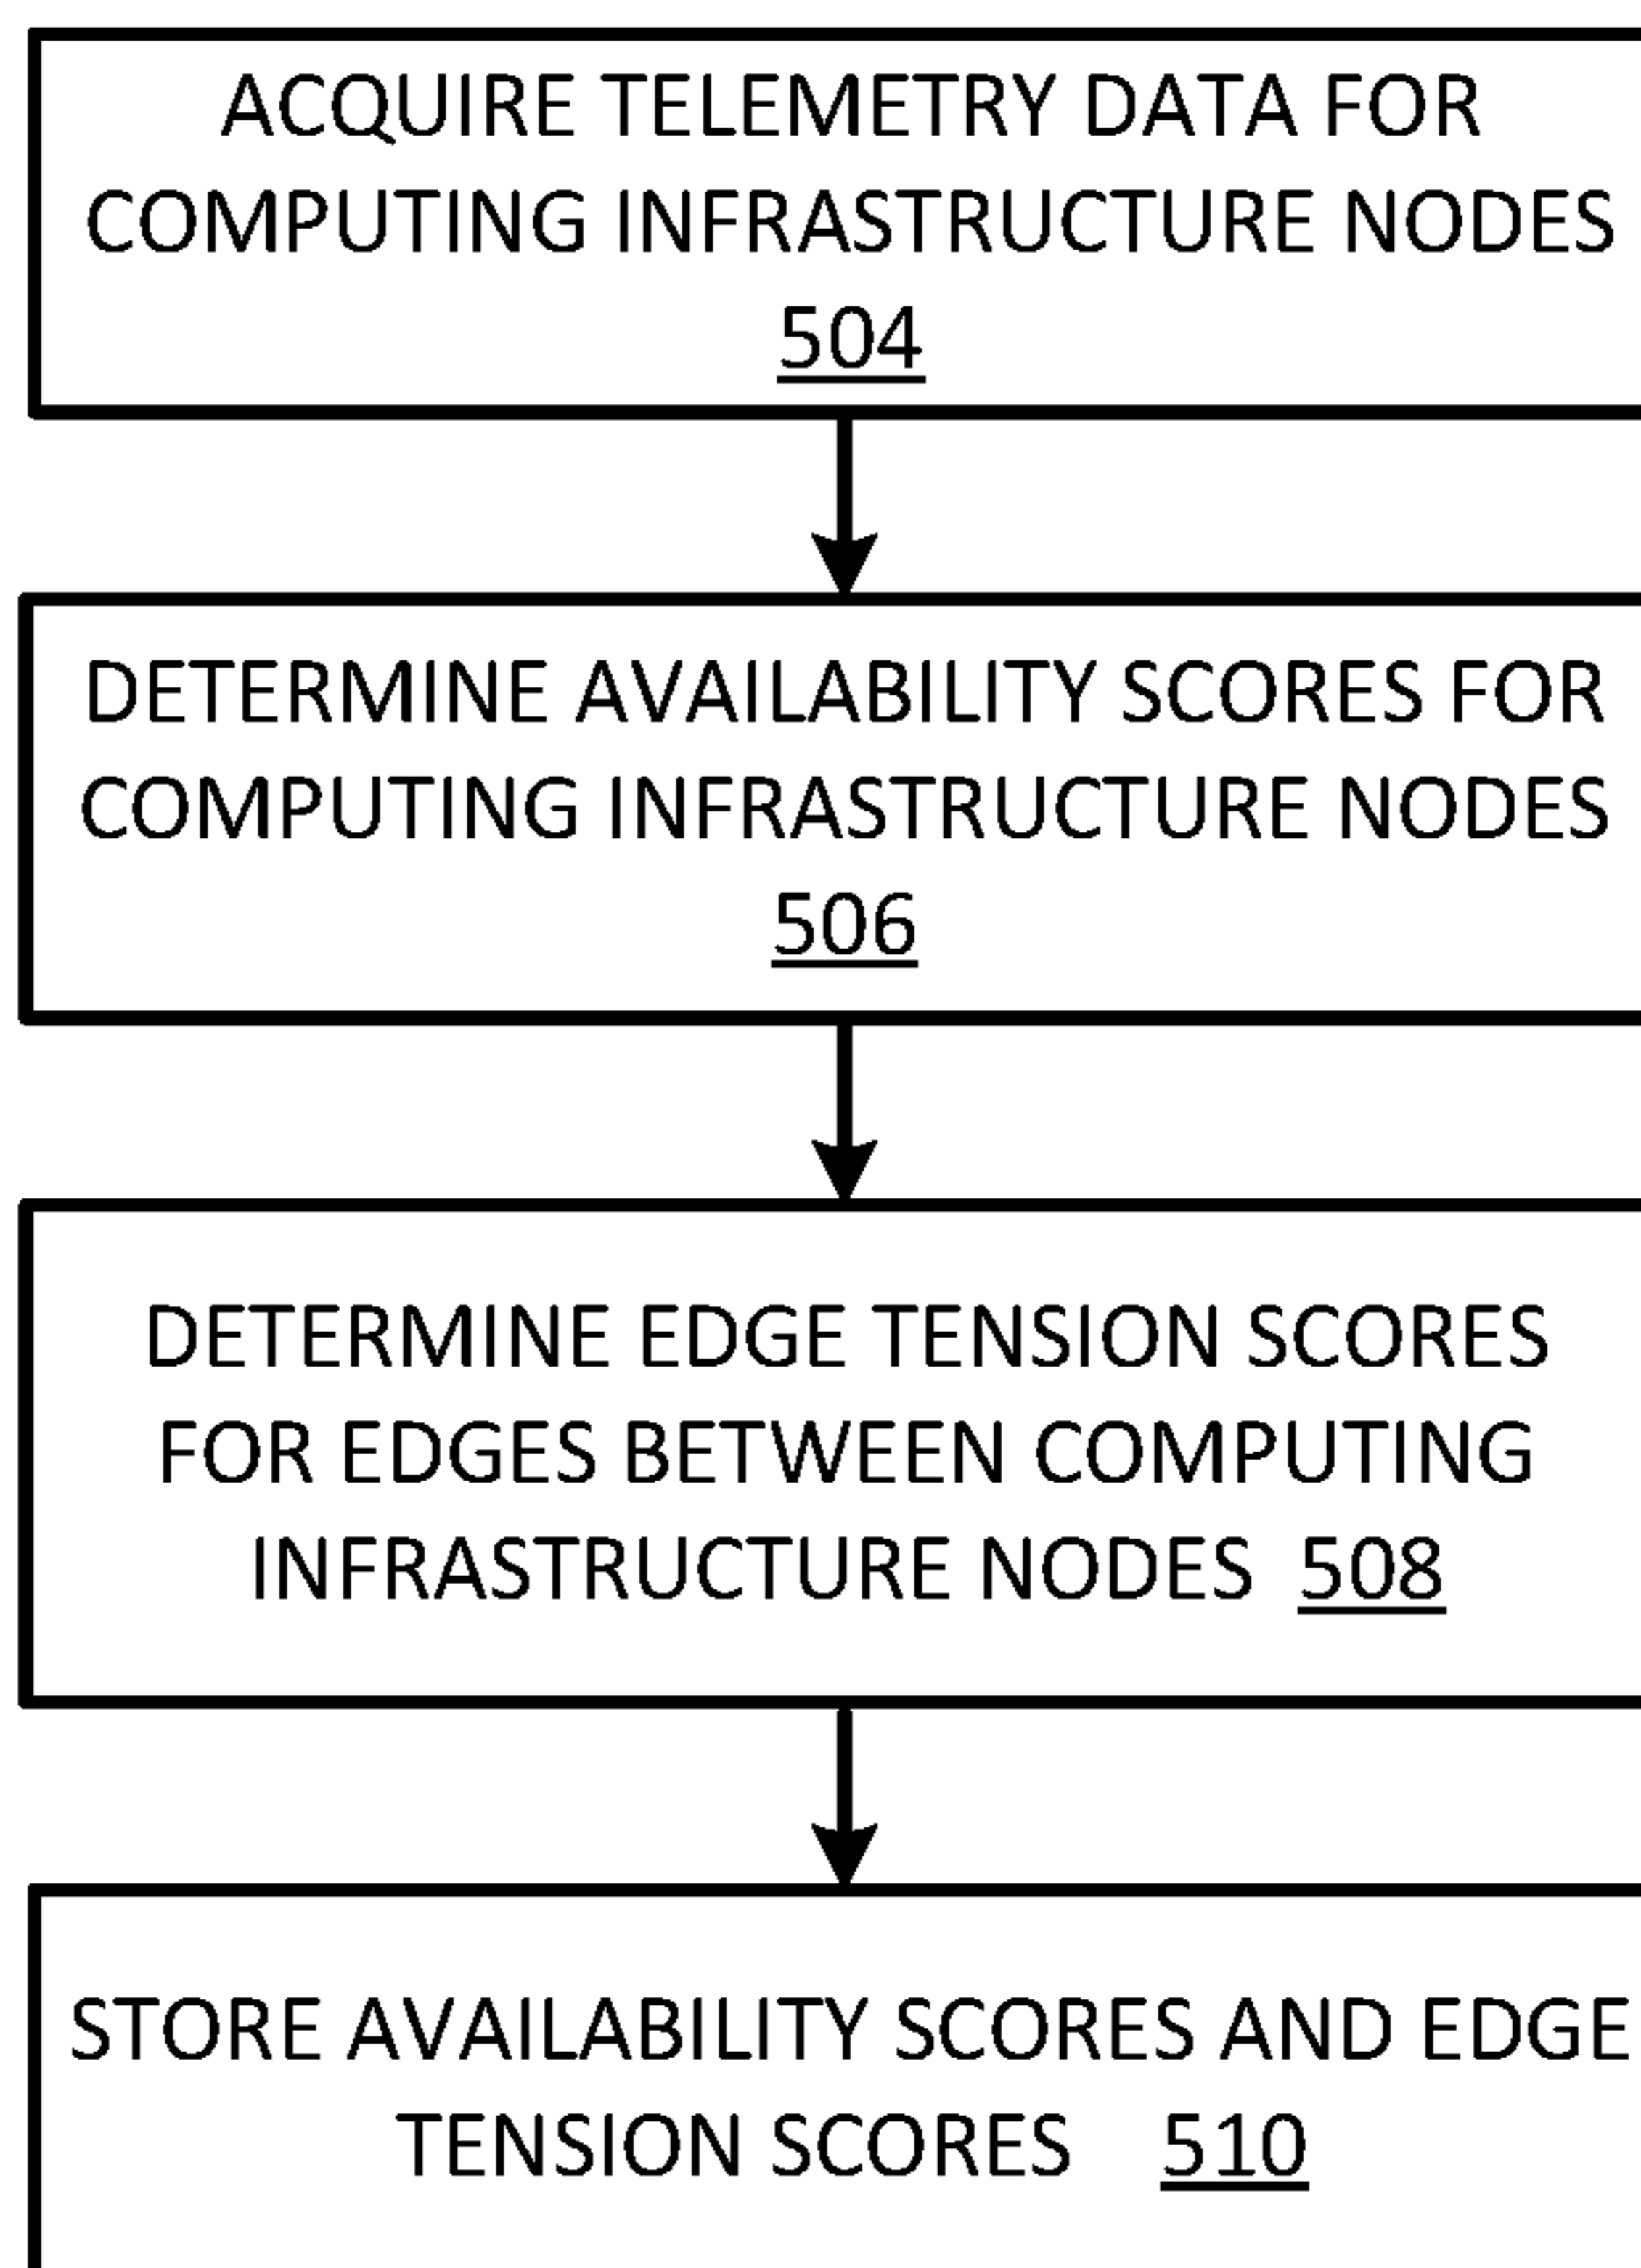 ACQUIRE TELEMETRY DATA FOR
COMPUTING INFRASTRUCTURE NODES
504
DETERMINE AVAILABILITY SCORES FOR
COMPUTING INFRASTRUCTURE NODES
506
DETERMINE EDGE TENSION SCORES
FOR EDGES BETWEEN COMPUTING
INFRASTRUCTURE NODES 508
STORE AVAILABILITY SCORES AND EDGE
TENSION SCORES 510